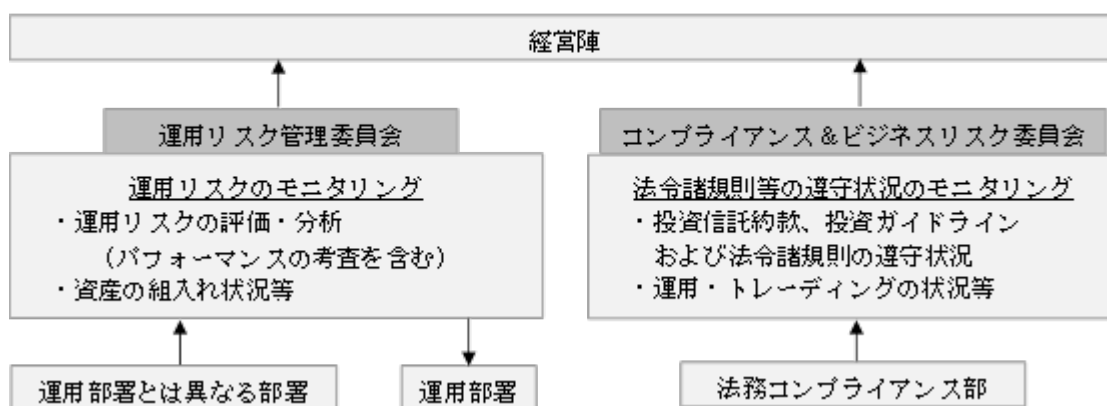 経営陣
運用リスク管理委員会
運用リスクのモニタリング
・運用リスクの評価・分析
（パフォーマンスの考査を含む）
・資産の組入れ状況等
運用部署とは異なる部署
運用部署
コンプライアンス＆ビジネスリスク委員会
法令諸規則等の遵守状況のモニタリング
・投資信託約款、投資ガイドライン
および法令諸規則の遵守状況
・運用・トレーディングの状況等
法務コンプライアンス部